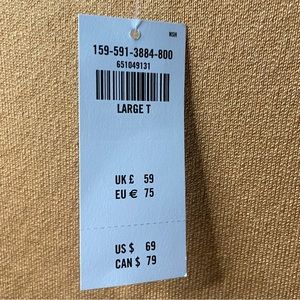 NSH
159-591-3884-800
651049131
LARGE T
UK £ 59
EU € 75
US $ 69
CAN $ 79